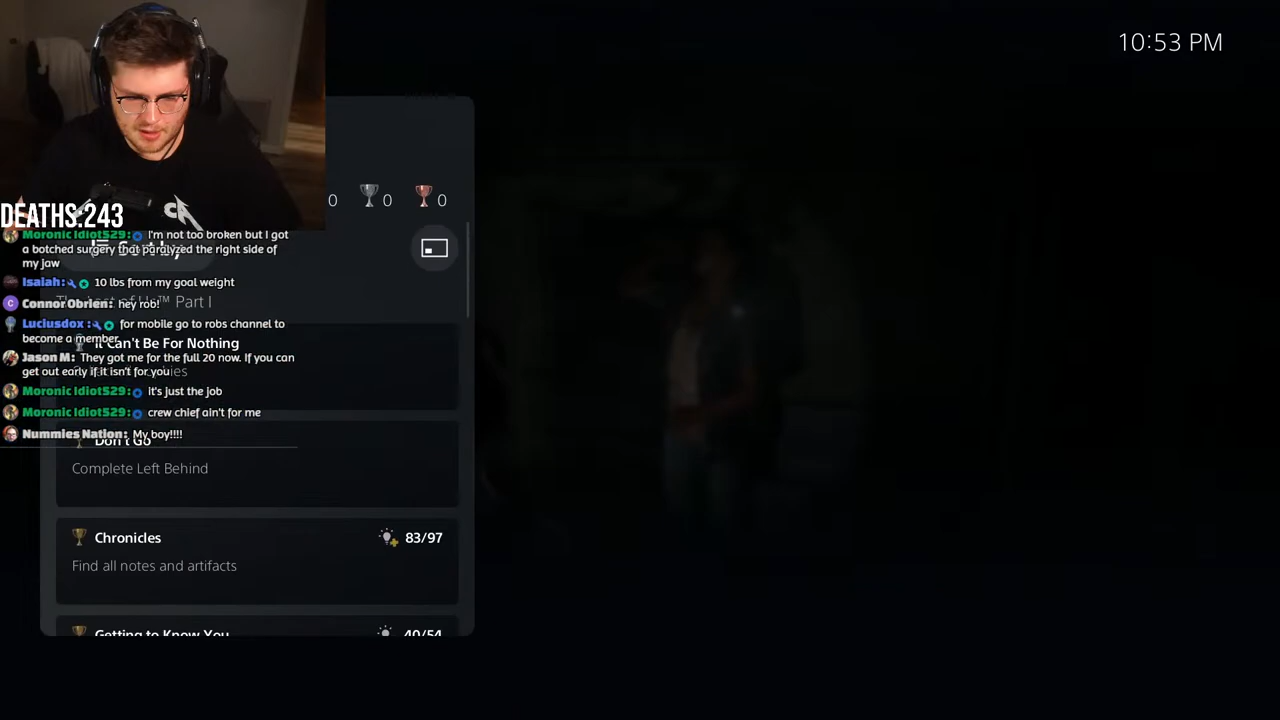 10:53 PM
0
0
0
DEATHS:243
Moronic Idiot529: I'm not too broken but I got
a botched surgery that paralyzed the right side of
my jaw
Isaiah: 10 lbs from my goal weight
Connor Obrien: hey rob!
Part I
Luciusdox: for mobile go to robs channel to
become a member
It Can't Be For Nothing
Jason M: They got me for the full 20 now. If you can
get out early if it isn't for you
Moronic Idiot529: it's just the job
Moronic Idiot529: crew chief ain't for me
Nummies Nation: My boy!!!!
Don't Go
Complete Left Behind
Chronicles
83/97
Find all notes and artifacts
Getting to Know You
40/54